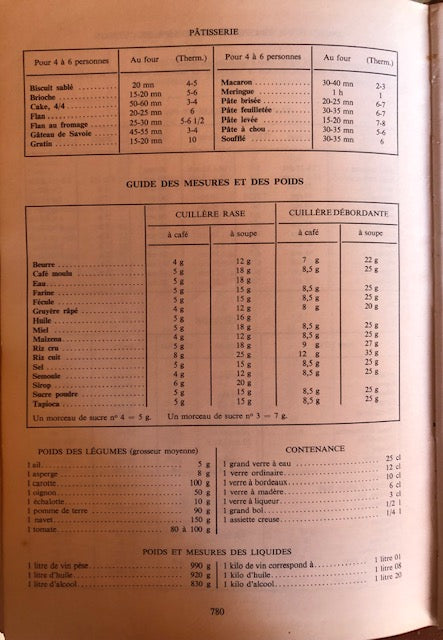 PÂTISSERIE
Pour 4 à 6 personnes Au four (Therm.) Pour 4 à 6 personnes Au four (Therm.)
Biscuit sablé 20 mn 4-5 Macaron 30-40 mn 2-3
Brioche 15-20 mn 5-6 Meringue 1 h 1
Cake, 4/4 50-60 mn 3-4 Pâte brisée 20-25 mn 6-7
Flan 20-25 mn 6 Pâte feuilletée 30-35 mn 6-7
Flan au fromage 25-30 mn 5-6 1/2 Pâte levée 15-20 mn 7-8
Gâteau de Savoie 45-55 mn 3-4 Pâte à chou 30-35 mn 5-6
Gratin 15-20 mn 10 Soufflé 30-35 mn 6
GUIDE DES MESURES ET DES POIDS
CUILLÈRE RASE CUILLÈRE DÉBORDANTE
à café à soupe à café à soupe
Beurre 4 g 12 g 7 g 22 g
Café moulu 5 g 18 g 8,5 g 25 g
Eau 5 g 18 g
Farine 5 g 15 g 8,5 g 25 g
Fécule 5 g 15 g 8,5 g 25 g
Gruyère râpé 4 g 12 g 8 g 20 g
Huile 5 g 16 g
Miel 5 g 18 g 8,5 g 25 g
Maizena 4 g 12 g 8,5 g 25 g
Riz cru 5 g 18 g 9 g 27 g
Riz cuit 8 g 25 g 12 g 35 g
Sel 5 g 15 g 8,5 g 25 g
Semoule 4 g 12 g 8,5 g 25 g
Sirop 6 g 20 g
Sucre poudre 5 g 15 g 8,5 g 25 g
Tapioca 5 g 15 g 8,5 g 25 g
Un morceau de sucre nº 4 = 5 g. Un morceau de sucre nº 3 = 7 g.
POIDS DES LÉGUMES (grosseur moyenne)
1 ail 5 g
1 asperge 8 g
1 carotte 100 g
1 oignon 50 g
1 échalotte 10 g
1 pomme de terre 90 g
1 navet 150 g
1 tomate 80 à 100 g
CONTENANCE
1 grand verre à eau 25 cl
1 verre ordinaire 12 cl
1 verre à bordeaux 10 cl
1 verre à madère 6 cl
1 verre à liqueur 3 cl
1 grand bol 1/2 l
1 assiette creuse 1/4 l
POIDS ET MESURES DES LIQUIDES
1 litre de vin pèse 990 g 1 kilo de vin correspond à 1 litre 01
1 litre d'huile 920 g 1 kilo d'huile 1 litre 08
1 litre d'alcool 830 g 1 kilo d'alcool 1 litre 20
780